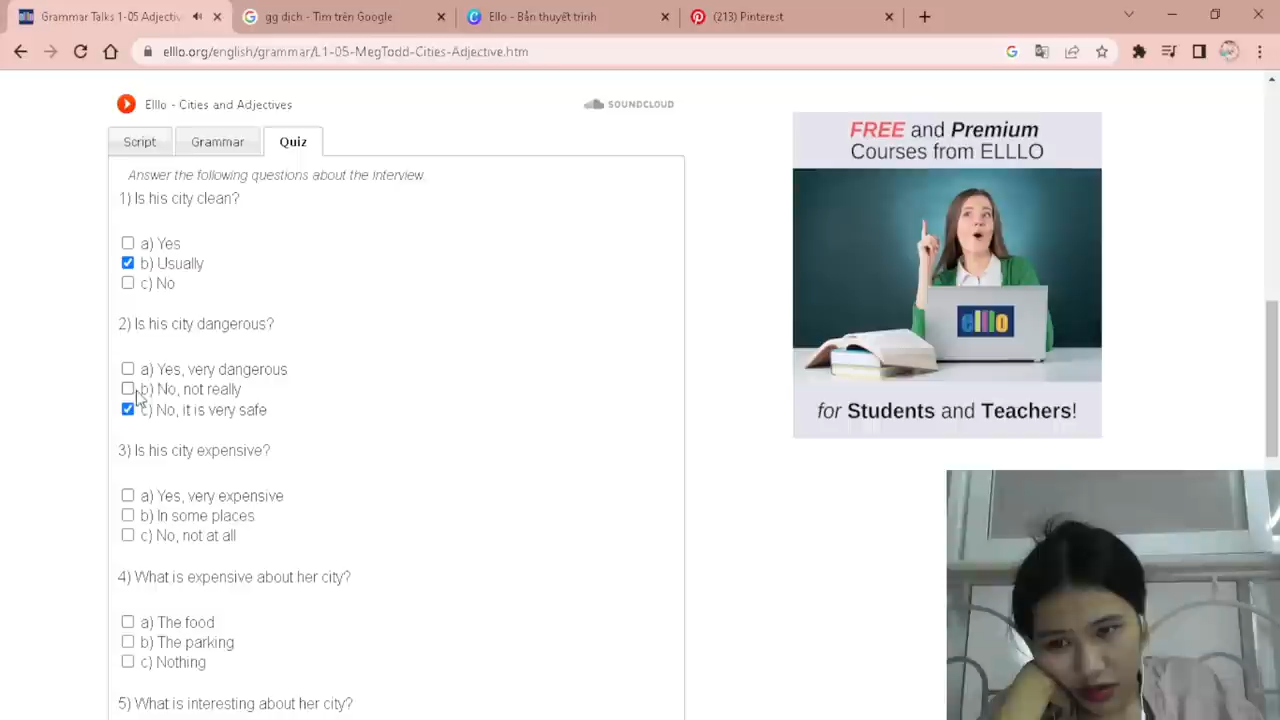 Grammar Talks 1-05 Adjectiv
gg dịch - Tìm trên Google
Ello - Bản thuyết trình
(213) Pinterest
elllo.org/english/grammar/L1-05-MegTodd-Cities-Adjective.htm
Elllo - Cities and Adjectives
SOUNDCLOUD
Script
Grammar
Quiz
Answer the following questions about the interview.
1) Is his city clean?
a) Yes
b) Usually
c) No
2) Is his city dangerous?
a) Yes, very dangerous
b) No, not really
c) No, it is very safe
3) Is his city expensive?
a) Yes, very expensive
b) In some places
c) No, not at all
4) What is expensive about her city?
a) The food
b) The parking
c) Nothing
5) What is interesting about her city?
FREE and Premium
Courses from ELLLO
elllo
for Students and Teachers!